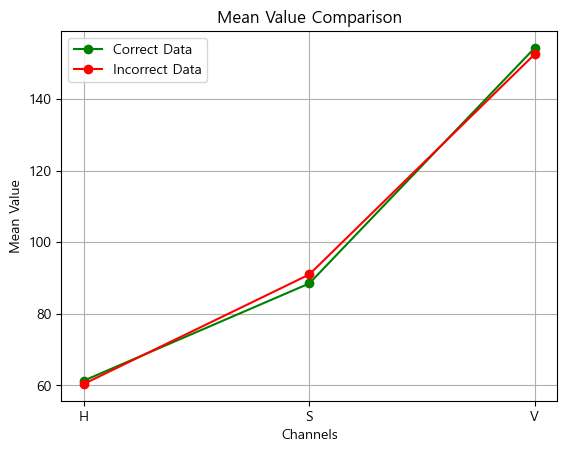 Mean Value Comparison
Correct Data
Incorrect Data
140
120
100
80
60
Mean Value
H
S
V
Channels